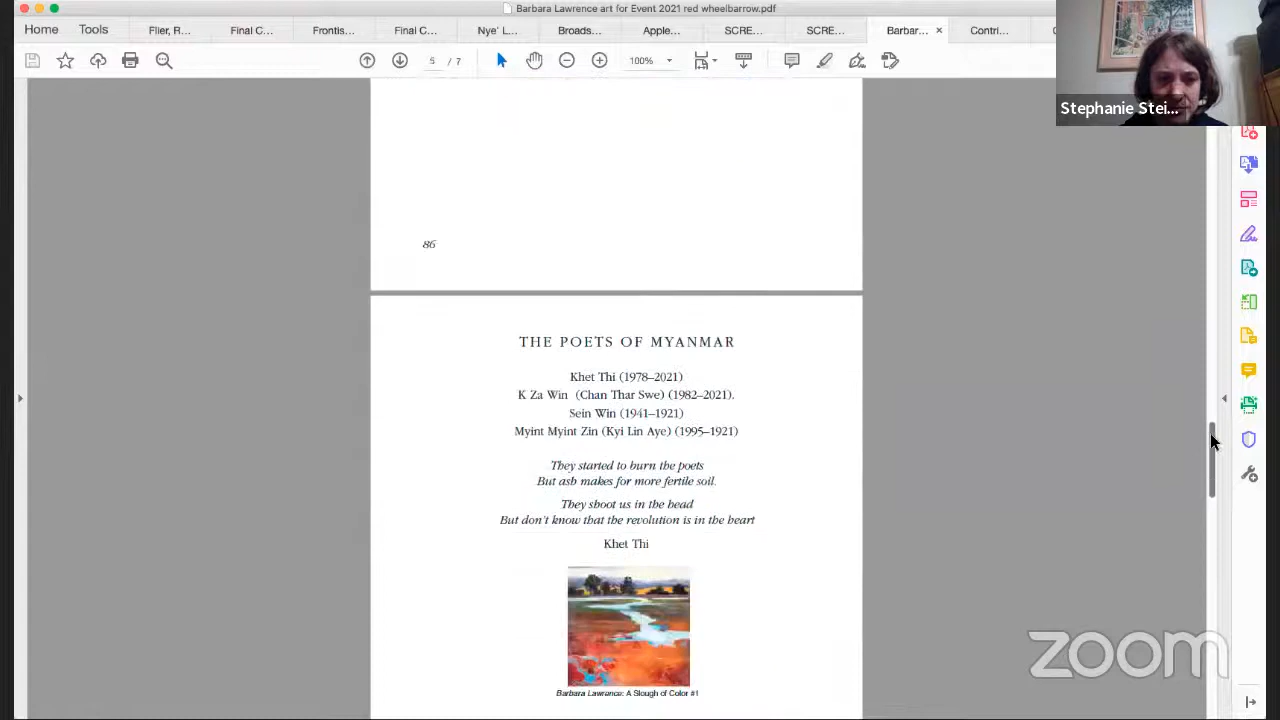 Barbara Lawrence art for Event 2021 red wheelbarrow.pdf
Home Tools Flier, R... Final C... Frontis... Final C... Nye' L... Broads... Apple... SCRE... SCRE... Barbar... × Contri...
5 / 7 100%
Stephanie Stei...
86
THE POETS OF MYANMAR
Khet Thi (1978–2021)
K Za Win (Chan Thar Swe) (1982–2021).
Sein Win (1941–1921)
Myint Myint Zin (Kyi Lin Aye) (1995–1921)
They started to burn the poets
But ash makes for more fertile soil.
They shoot us in the head
But don't know that the revolution is in the heart
Khet Thi
Barbara Lawrence: A Slough of Color #1
zoom